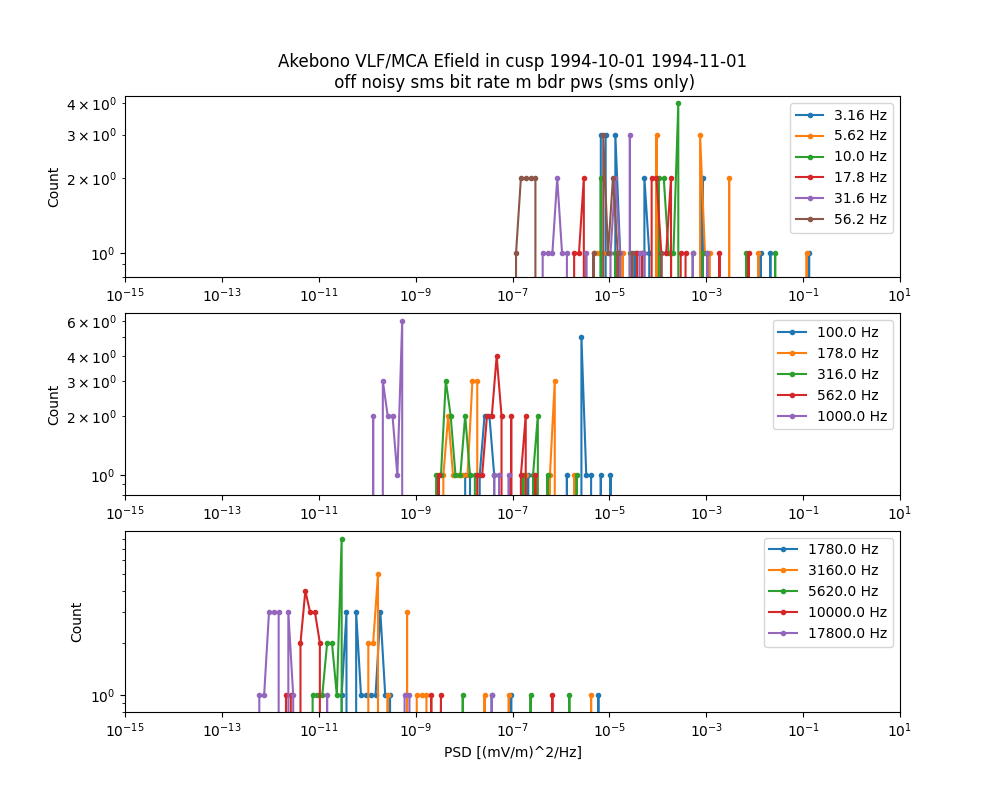 Akebono VLF/MCA Efield in cusp 1994-10-01 1994-11-01
off noisy sms bit rate m bdr pws (sms only)
4 × 10⁰
3 × 10⁰
2 × 10⁰
10⁰
Count
3.16 Hz
5.62 Hz
10.0 Hz
17.8 Hz
31.6 Hz
56.2 Hz
10⁻¹⁵ 10⁻¹³ 10⁻¹¹ 10⁻⁹ 10⁻⁷ 10⁻⁵ 10⁻³ 10⁻¹ 10¹
6 × 10⁰
4 × 10⁰
3 × 10⁰
2 × 10⁰
10⁰
Count
100.0 Hz
178.0 Hz
316.0 Hz
562.0 Hz
1000.0 Hz
10⁻¹⁵ 10⁻¹³ 10⁻¹¹ 10⁻⁹ 10⁻⁷ 10⁻⁵ 10⁻³ 10⁻¹ 10¹
10⁰
Count
1780.0 Hz
3160.0 Hz
5620.0 Hz
10000.0 Hz
17800.0 Hz
10⁻¹⁵ 10⁻¹³ 10⁻¹¹ 10⁻⁹ 10⁻⁷ 10⁻⁵ 10⁻³ 10⁻¹ 10¹
PSD [(mV/m)^2/Hz]